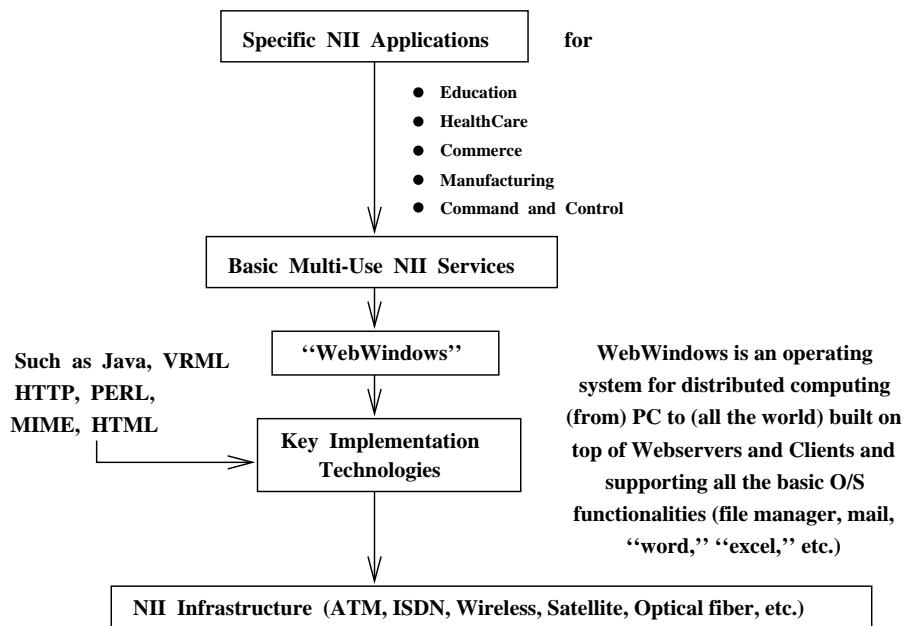 Specific NII Applications for
● Education
● HealthCare
● Commerce
● Manufacturing
● Command and Control
Basic Multi-Use NII Services
‘‘WebWindows’’
Such as Java, VRML
HTTP, PERL,
MIME, HTML
Key Implementation
Technologies
WebWindows is an operating
system for distributed computing
(from) PC to (all the world) built on
top of Webservers and Clients and
supporting all the basic O/S
functionalities (file manager, mail,
‘‘word,’’ ‘‘excel,’’ etc.)
NII Infrastructure (ATM, ISDN, Wireless, Satellite, Optical fiber, etc.)